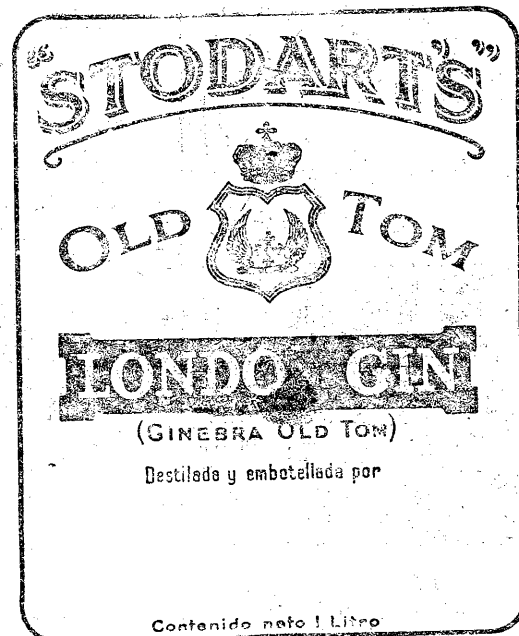 "STODART'S"
OLD TOM
LONDO GIN
(GINEBRA OLD TOM)
Destilada y embotellada por
Contenido neto 1 Litro